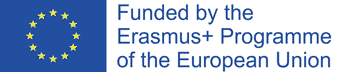 Funded by the
Erasmus+ Programme
of the European Union